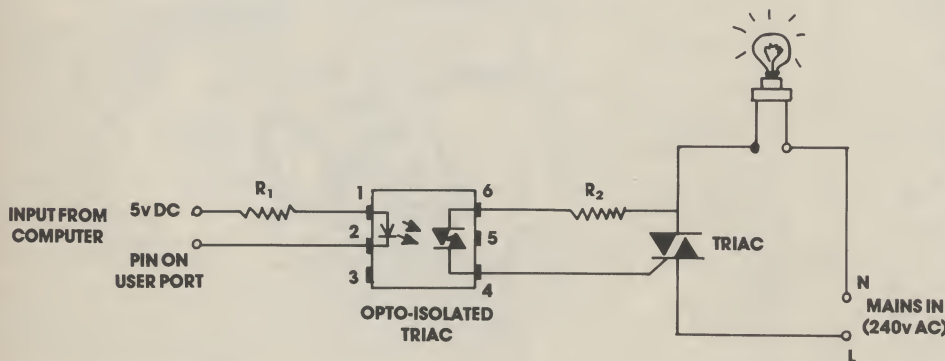 R1
1
6
R2
INPUT FROM
COMPUTER
5v DC
2
5
TRIAC
PIN ON
USER PORT
3
4
OPTO-ISOLATED
TRIAC
N
MAINS IN
(240v AC)
L